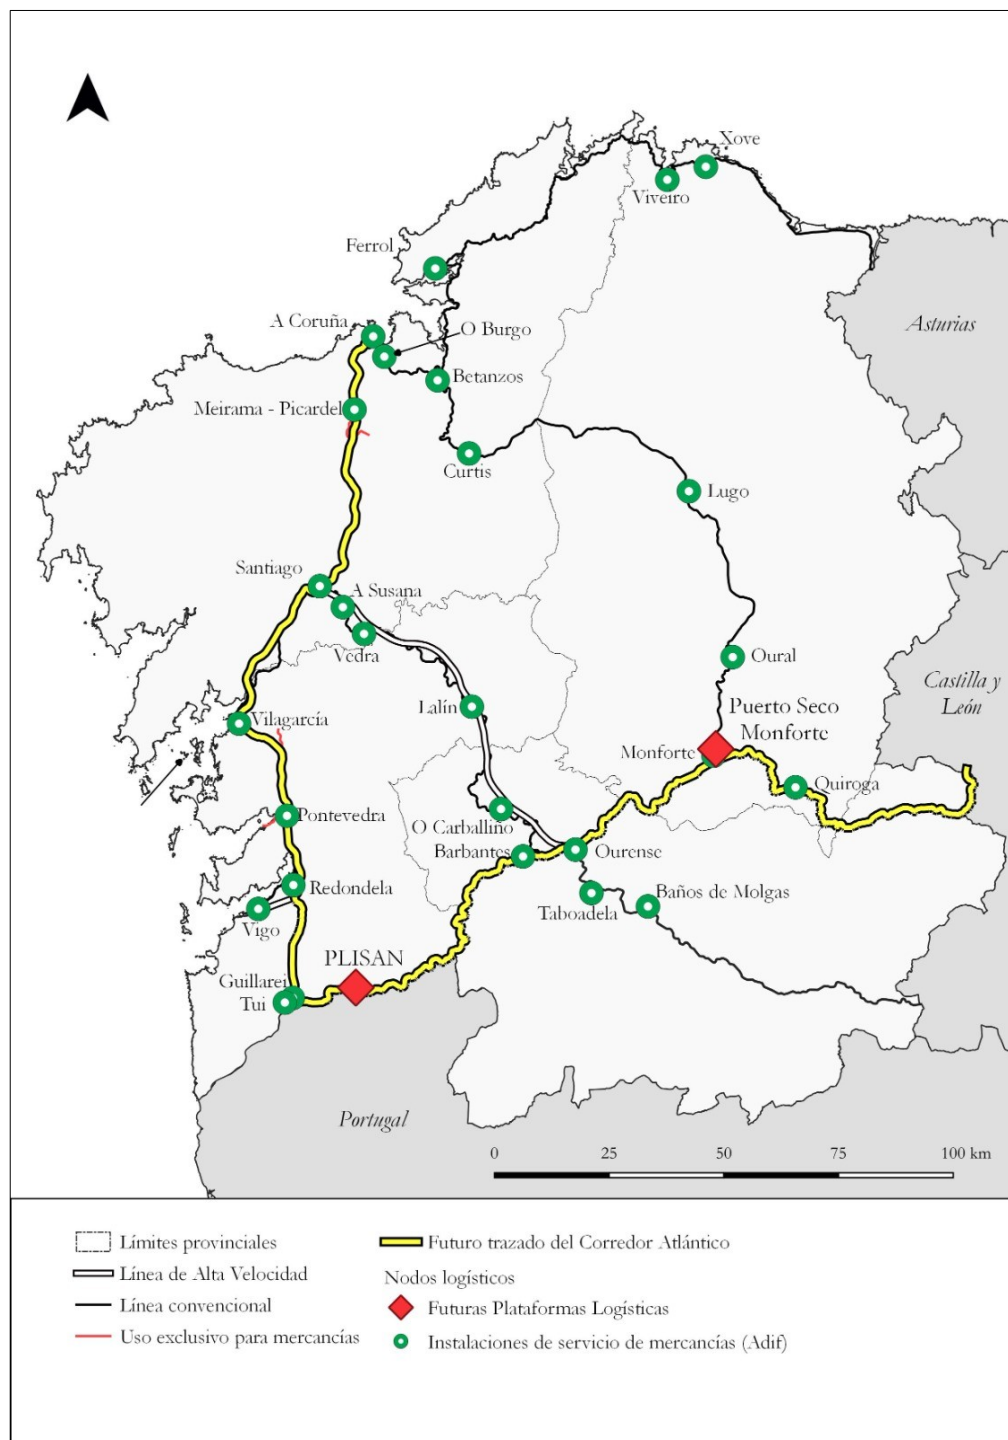 Xove
Viveiro
Ferrol
Asturias
A Coruña
O Burgo
Betanzos
Meirama - Picardel
Curtis
Lugo
Santiago
A Susana
Vedra
Oural
Castilla y
León
Lalín
Puerto Seco
Monforte
Vilagarcía
Monforte
Quiroga
Pontevedra
O Carballiño
Barbantes
Ourense
Redondela
Baños de Molgas
Taboadela
Vigo
PLISAN
Guillarei
Tui
Portugal
0 25 50 75 100 km
Límites provinciales
Línea de Alta Velocidad
Línea convencional
Uso exclusivo para mercancías
Futuro trazado del Corredor Atlántico
Nodos logísticos
Futuras Plataformas Logísticas
Instalaciones de servicio de mercancías (Adif)